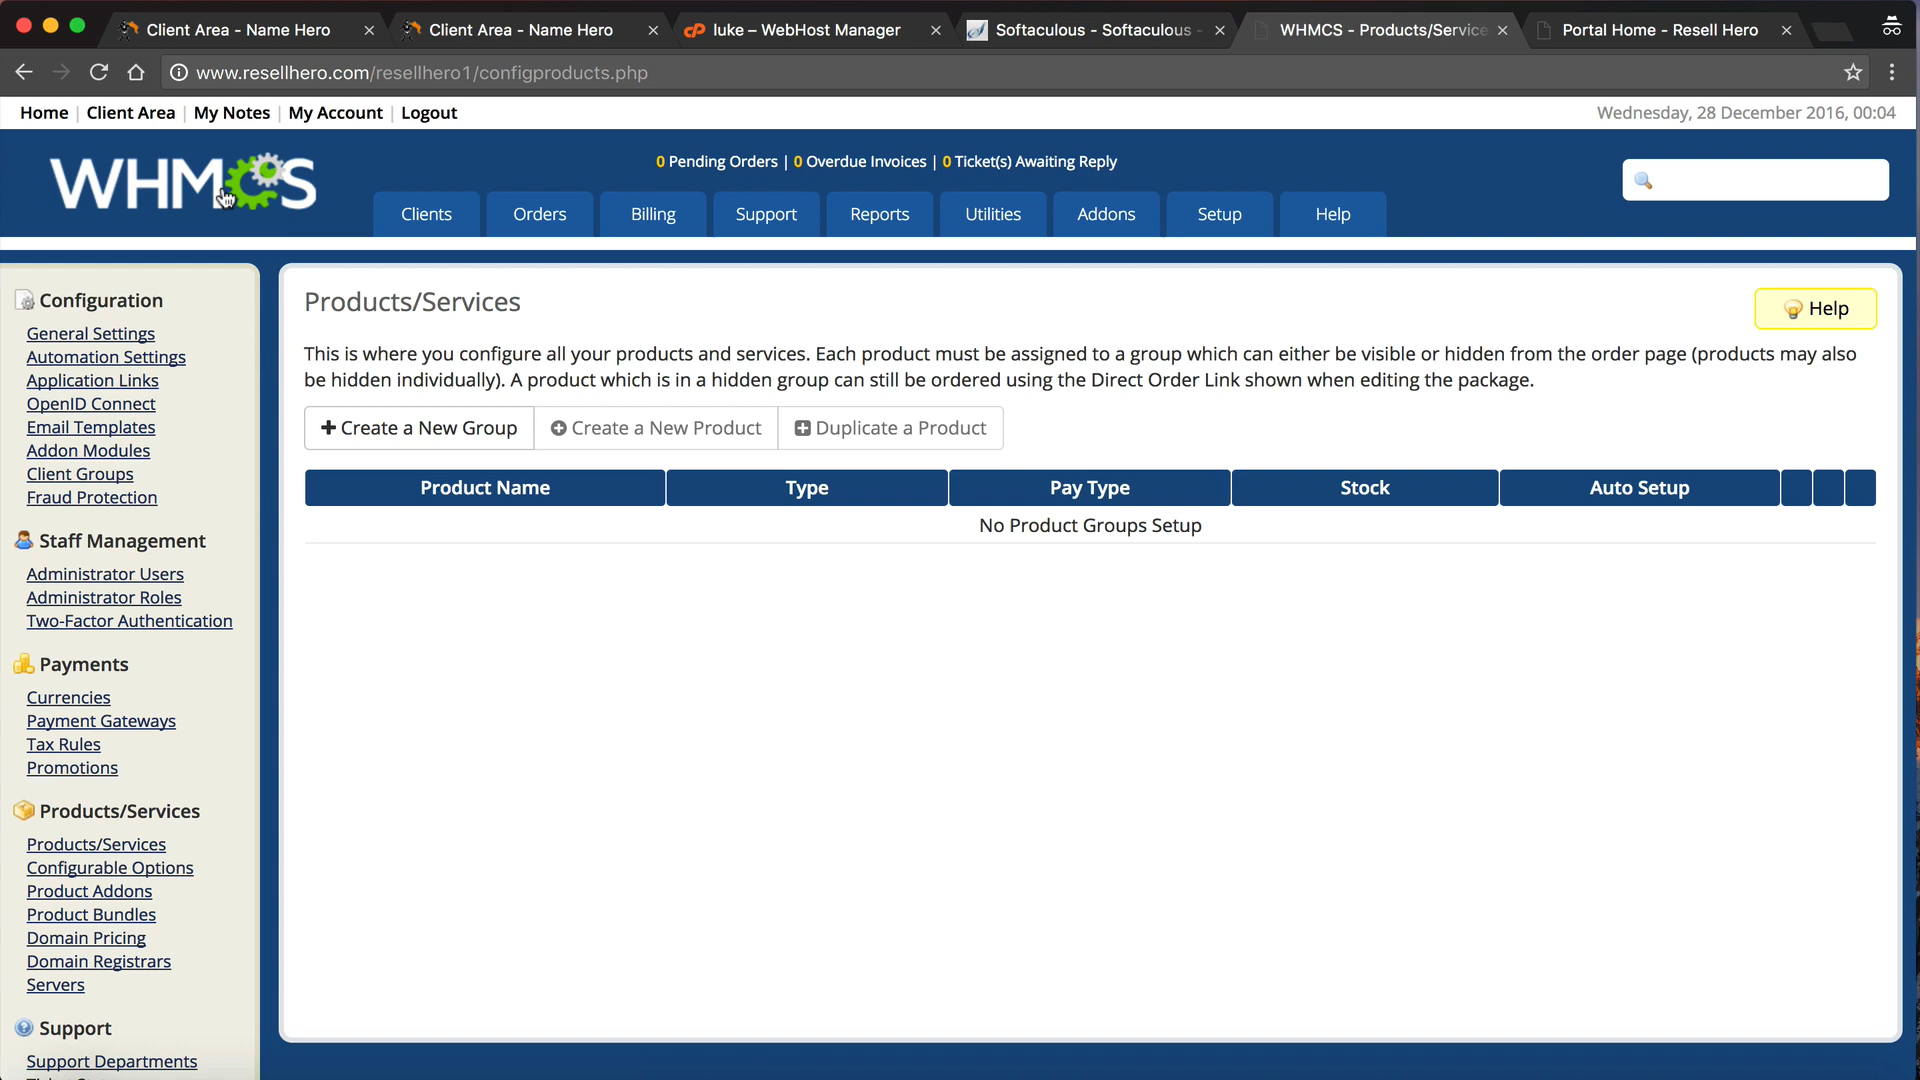 Client Area - Name Hero
Client Area - Name Hero
luke – WebHost Manager
Softaculous - Softaculous -
WHMCS - Products/Service
Portal Home - Resell Hero
www.resellhero.com/resellhero1/configproducts.php
Home | Client Area | My Notes | My Account | Logout
Wednesday, 28 December 2016, 00:04
WHMCS
0 Pending Orders | 0 Overdue Invoices | 0 Ticket(s) Awaiting Reply
Clients
Orders
Billing
Support
Reports
Utilities
Addons
Setup
Help
Configuration
General Settings
Automation Settings
Application Links
OpenID Connect
Email Templates
Addon Modules
Client Groups
Fraud Protection
Staff Management
Administrator Users
Administrator Roles
Two-Factor Authentication
Payments
Currencies
Payment Gateways
Tax Rules
Promotions
Products/Services
Products/Services
Configurable Options
Product Addons
Product Bundles
Domain Pricing
Domain Registrars
Servers
Support
Support Departments
Products/Services
Help
This is where you configure all your products and services. Each product must be assigned to a group which can either be visible or hidden from the order page (products may also
be hidden individually). A product which is in a hidden group can still be ordered using the Direct Order Link shown when editing the package.
Create a New Group
Create a New Product
Duplicate a Product
Product Name
Type
Pay Type
Stock
Auto Setup
No Product Groups Setup